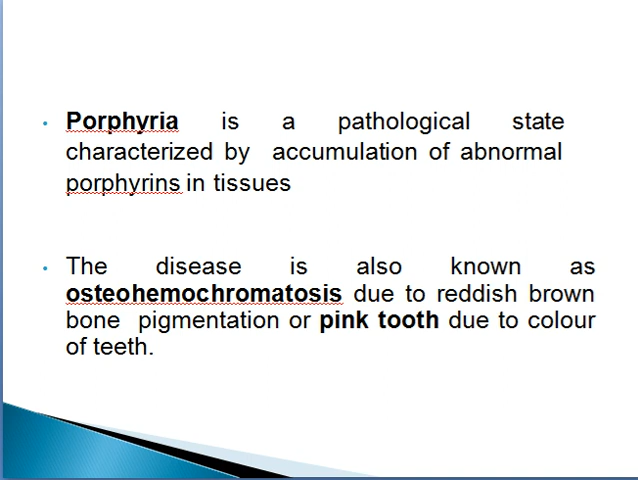 • Porphyria is a pathological state
characterized by accumulation of abnormal
porphyrins in tissues
• The disease is also known as
osteohemochromatosis due to reddish brown
bone pigmentation or pink tooth due to colour
of teeth.